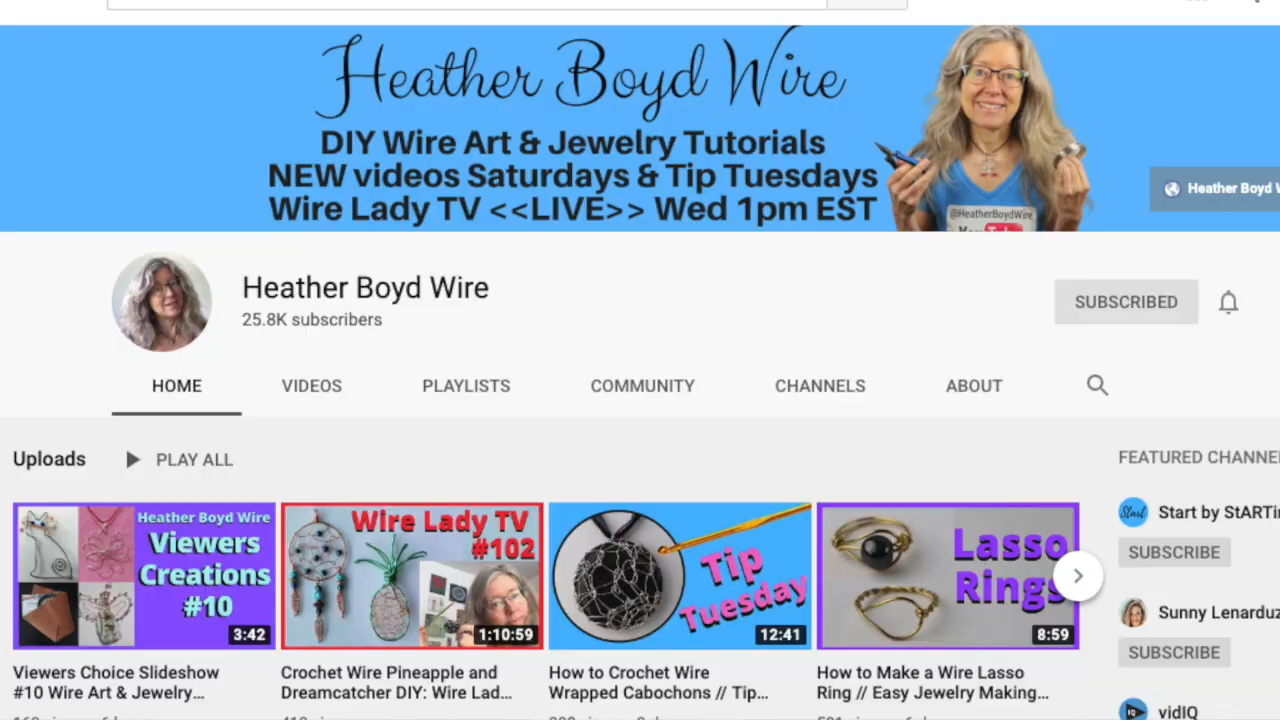 Heather Boyd Wire
DIY Wire Art & Jewelry Tutorials
NEW videos Saturdays & Tip Tuesdays
Wire Lady TV <<LIVE>> Wed 1pm EST
@HeatherBoydWire
Heather Boyd
Heather Boyd Wire
25.8K subscribers
SUBSCRIBED
HOME VIDEOS PLAYLISTS COMMUNITY CHANNELS ABOUT
Uploads PLAY ALL
FEATURED CHANNE
Heather Boyd Wire
Viewers
Creations
#10
3:42
Wire Lady TV
#102
1:10:59
Tip
Tuesday
12:41
Lasso
Rings
8:59
Viewers Choice Slideshow
#10 Wire Art & Jewelry...
Crochet Wire Pineapple and
Dreamcatcher DIY: Wire Lad...
How to Crochet Wire
Wrapped Cabochons // Tip...
How to Make a Wire Lasso
Ring // Easy Jewelry Making...
Start
Start by StARTi
SUBSCRIBE
Sunny Lenarduz
SUBSCRIBE
vidIQ